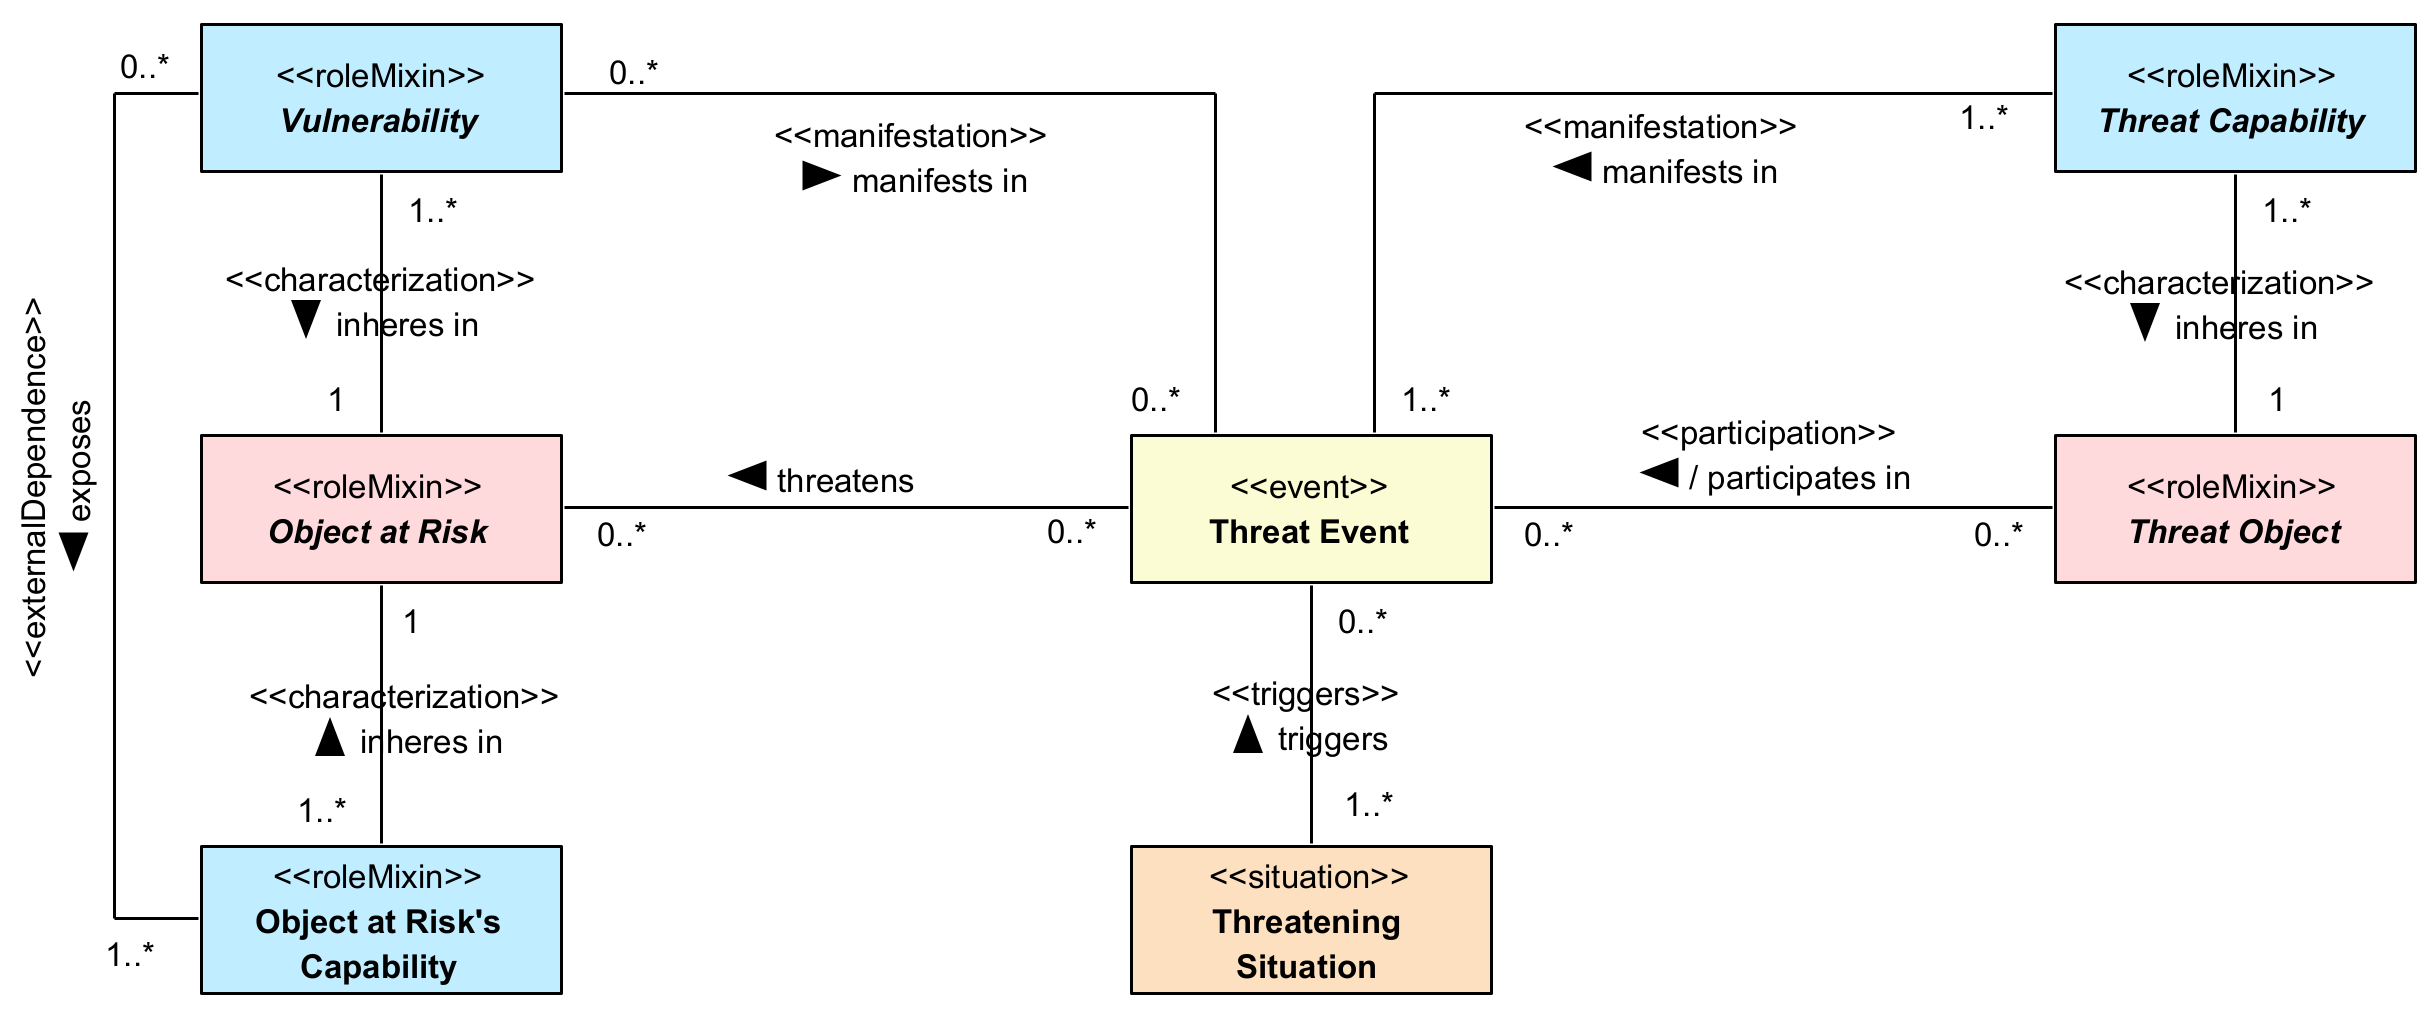 0..*
<<roleMixin>>
Vulnerability
0..*
<<manifestation>>
manifests in
<<manifestation>>
manifests in
1..*
<<roleMixin>>
Threat Capability
1..*
<<characterization>>
inheres in
1
0..*
1..*
1..*
<<characterization>>
inheres in
1
<<externalDependence>>
exposes
<<roleMixin>>
Object at Risk
threatens
0..*
0..*
<<event>>
Threat Event
<<participation>>
/ participates in
0..*
0..*
<<roleMixin>>
Threat Object
1
<<characterization>>
inheres in
1..*
0..*
<<triggers>>
triggers
1..*
1..*
<<roleMixin>>
Object at Risk's
Capability
<<situation>>
Threatening
Situation